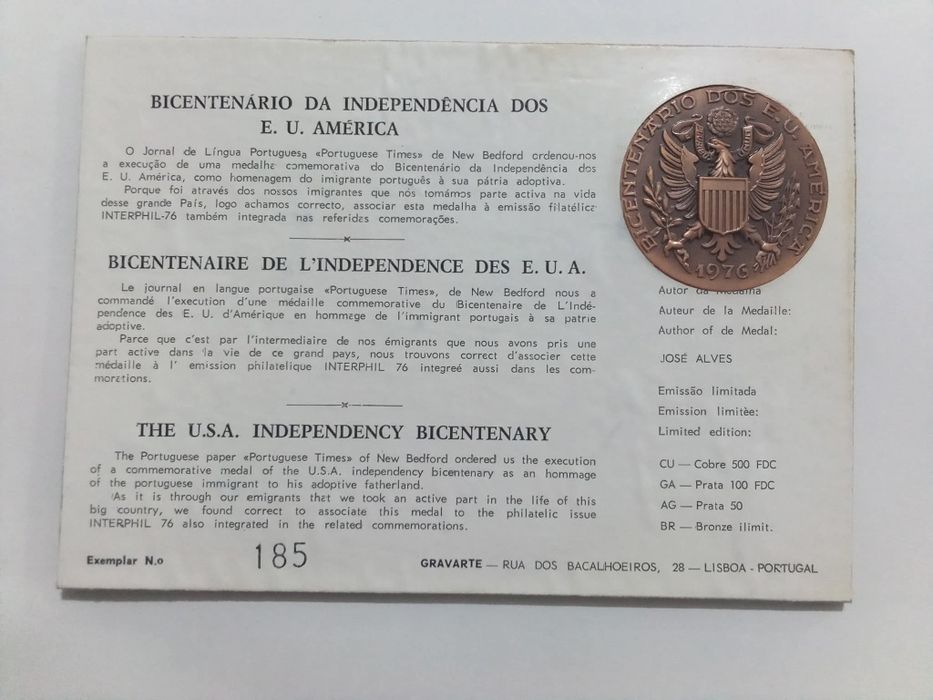 BICENTENÁRIO DA INDEPENDÊNCIA DOS
E. U. AMÉRICA
O Jornal de Língua Portuguesa «Portuguese Times» de New Bedford ordenou-nos
a execução de uma medalha comemorativa do Bicentenário da Independência dos
E. U. América, como homenagem do imigrante português à sua pátria adoptiva.
Porque foi através dos nossos imigrantes que nós tomámos parte activa na vida
desse grande País, logo achamos correcto, associar esta medalha à emissão filatélica
INTERPHIL-76 também integrada nas referidas comemorações.
BICENTENAIRE DE L'INDEPENDENCE DES E. U. A.
Le journal en langue portugaise «Portuguese Times», de New Bedford nous a
commandé l'execution d'une médaille commemorative du Bicentenaire de L'Indé-
pendence des E. U. d'Amérique en hommage de l'immigrant portugais à sa patrie
adoptive.
Parce que c'est par l'intermediaire de nos émigrants que nous avons pris une
part active dans la vie de ce grand pays, nous trouvons correct d'associer cette
médaille à l' emission philatelique INTERPHIL 76 integreé aussi dans les com-
morations.
THE U.S.A. INDEPENDENCY BICENTENARY
The Portuguese paper «Portuguese Times» of New Bedford ordered us the execution
of a commemorative medal of the U.S.A. independency bicentenary as an hommage
of the portuguese immigrant to his adoptive fatherland.
As it is through our emigrants that we took an active part in the life of this
big country, we found correct to associate this medal to the philatelic issue
INTERPHIL 76 also integrated in the related commemorations.
Exemplar N.o 185
GRAVARTE — RUA DOS BACALHOEIROS, 28 — LISBOA - PORTUGAL
BICENTENÁRIO DOS E. U. AMÉRICA
1976
Autor da Medalha
Auteur de la Medaille:
Author of de Medal:
JOSÉ ALVES
Emissão limitada
Emission limitèe:
Limited edition:
CU — Cobre 500 FDC
GA — Prata 100 FDC
AG — Prata 50
BR — Bronze ilimit.